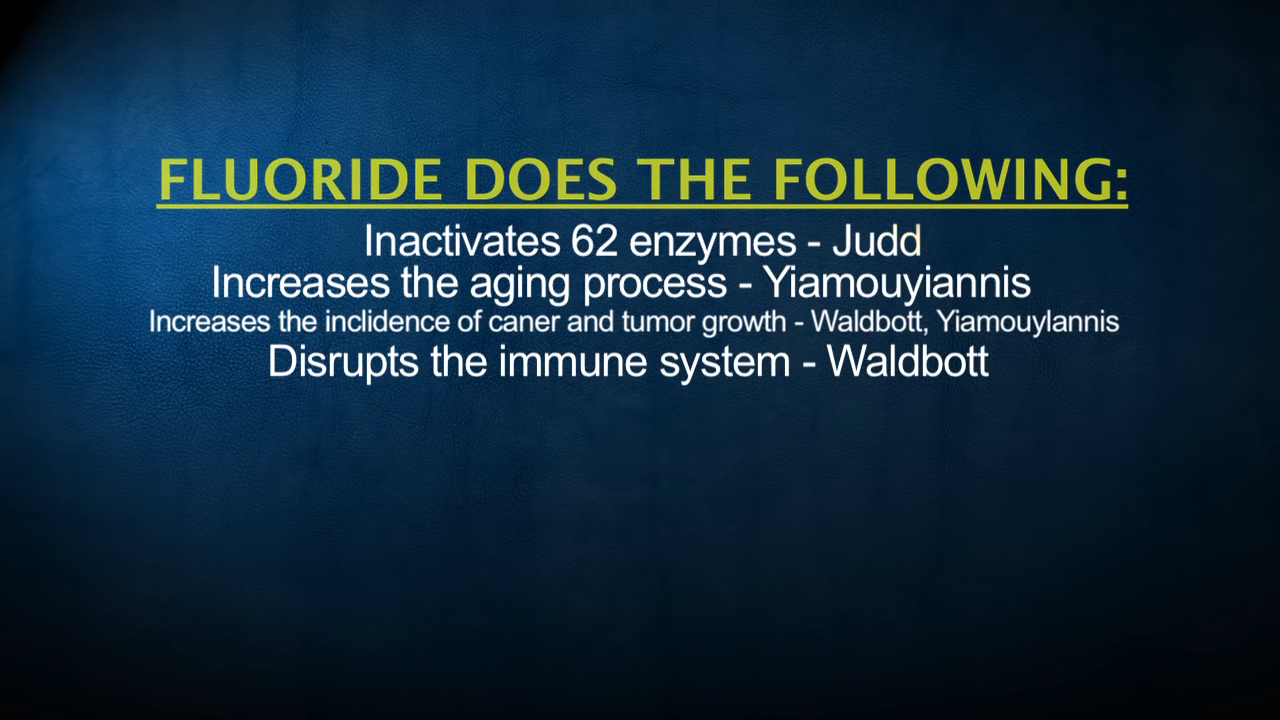 FLUORIDE DOES THE FOLLOWING:
Inactivates 62 enzymes - Judd
Increases the aging process - Yiamouyiannis
Increases the inclidence of caner and tumor growth - Waldbott, Yiamouylannis
Disrupts the immune system - Waldbott